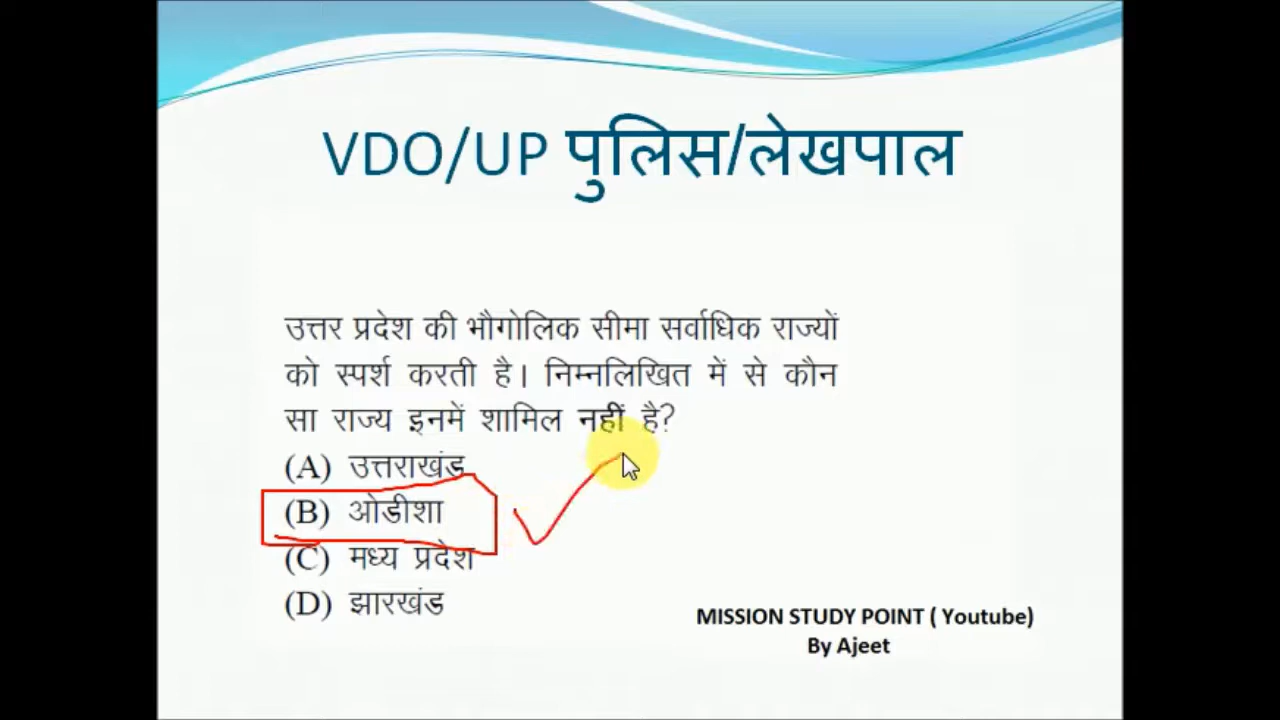 VDO/UP पुलिस/लेखपाल
उत्तर प्रदेश की भौगोलिक सीमा सर्वाधिक राज्यों
को स्पर्श करती है। निम्नलिखित में से कौन
सा राज्य इनमें शामिल नहीं है?
(A) उत्तराखंड
(B) ओडीशा
(C) मध्य प्रदेश
(D) झारखंड
MISSION STUDY POINT ( Youtube)
By Ajeet